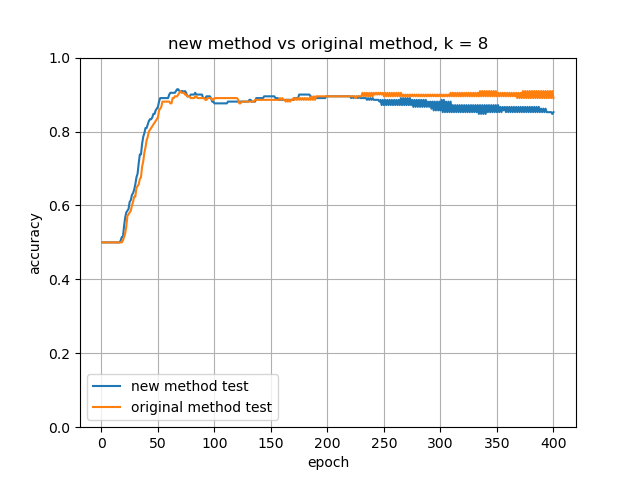 new method vs original method, k = 8
1.0
0.8
0.6
0.4
0.2
0.0
accuracy
new method test
original method test
0 50 100 150 200 250 300 350 400
epoch